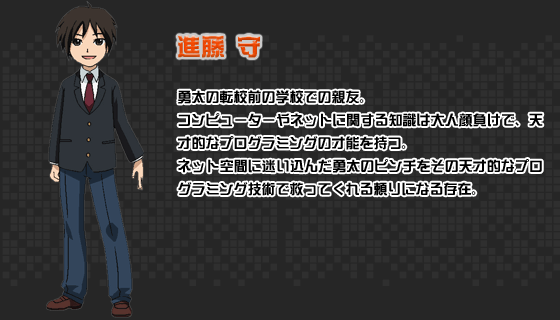 進藤 守
勇太の転校前の学校での親友。
コンピューターやネットに関する知識は大人顔負けで、天
才的なプログラミングの才能を持つ。
ネット空間に迷い込んだ勇太のピンチをその天才的なプロ
グラミング技術で救ってくれる頼りになる存在。